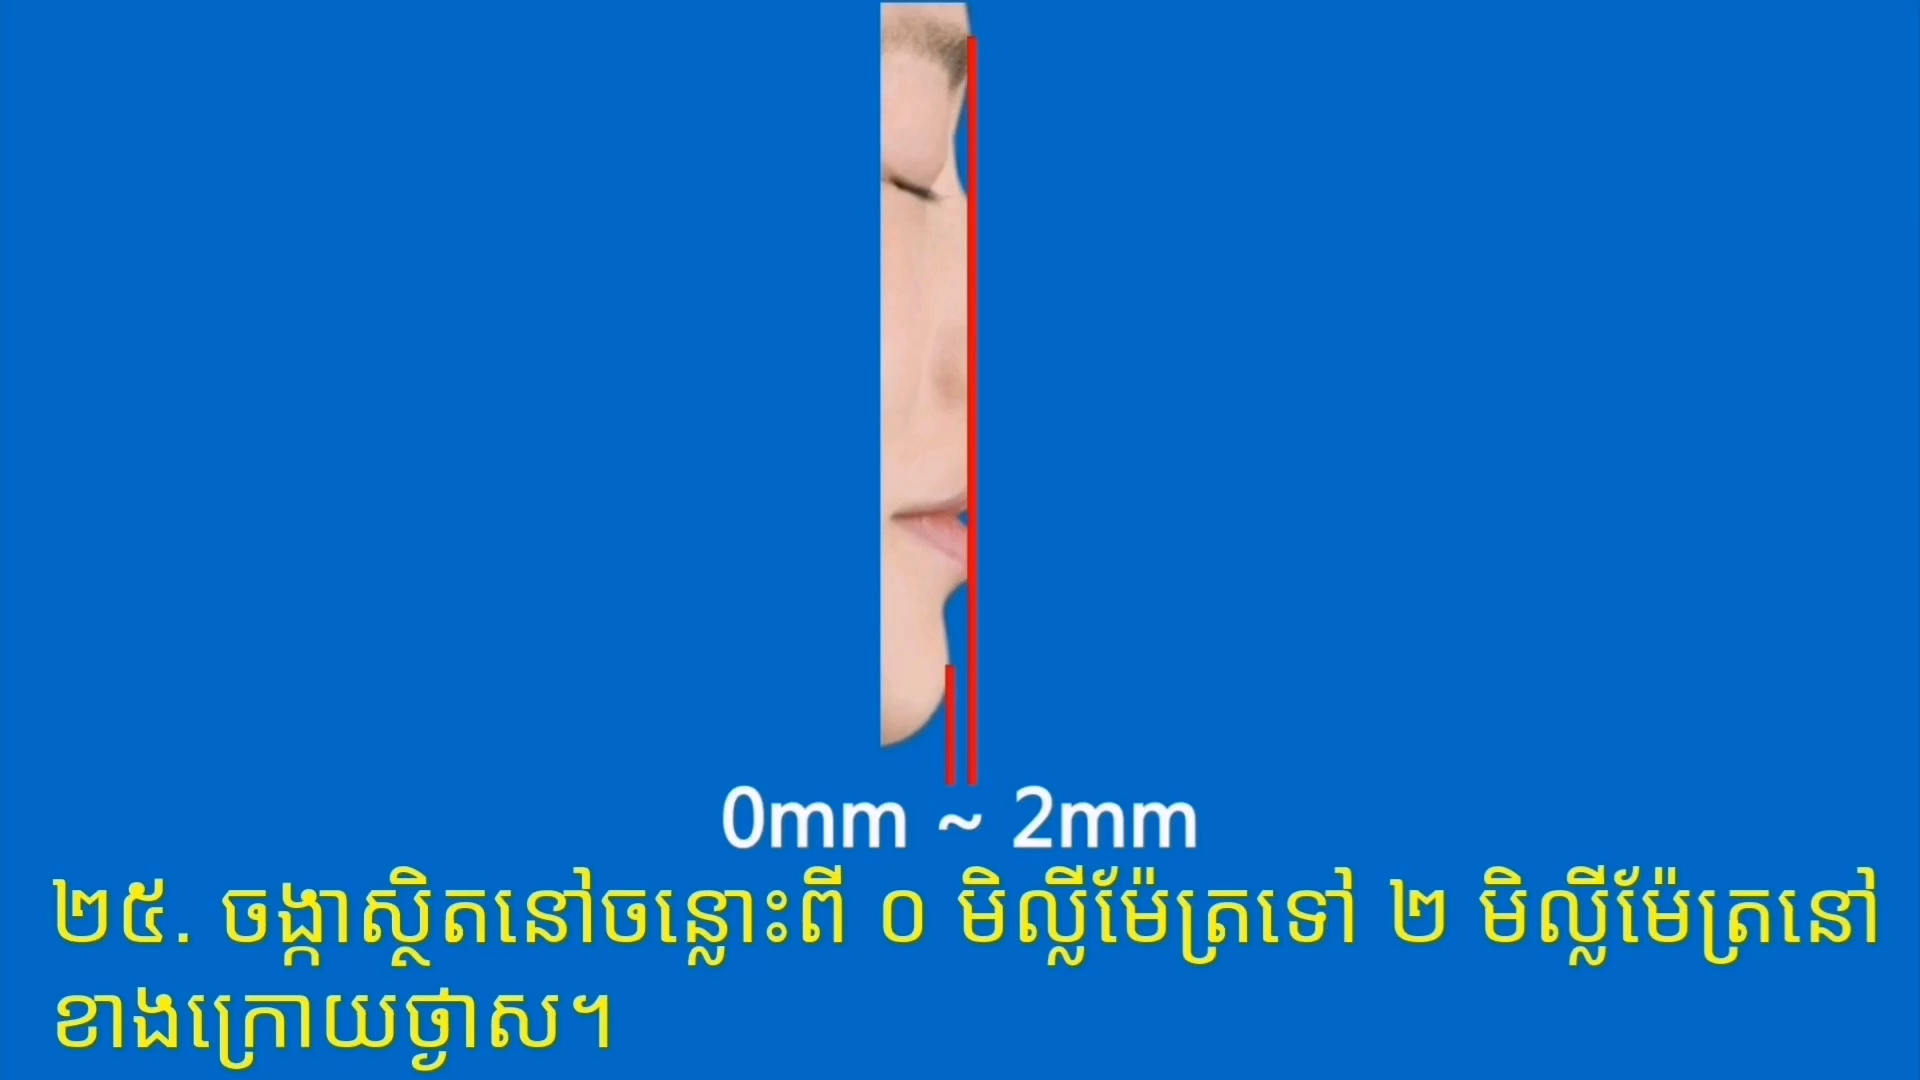 0mm ~ 2mm
២៥. ចង្កាស្ថិតនៅចន្លោះពី ០ មិល្លីម៉ែត្រទៅ ២ មិល្លីម៉ែត្រនៅ
ខាងក្រោយថ្ងាស។